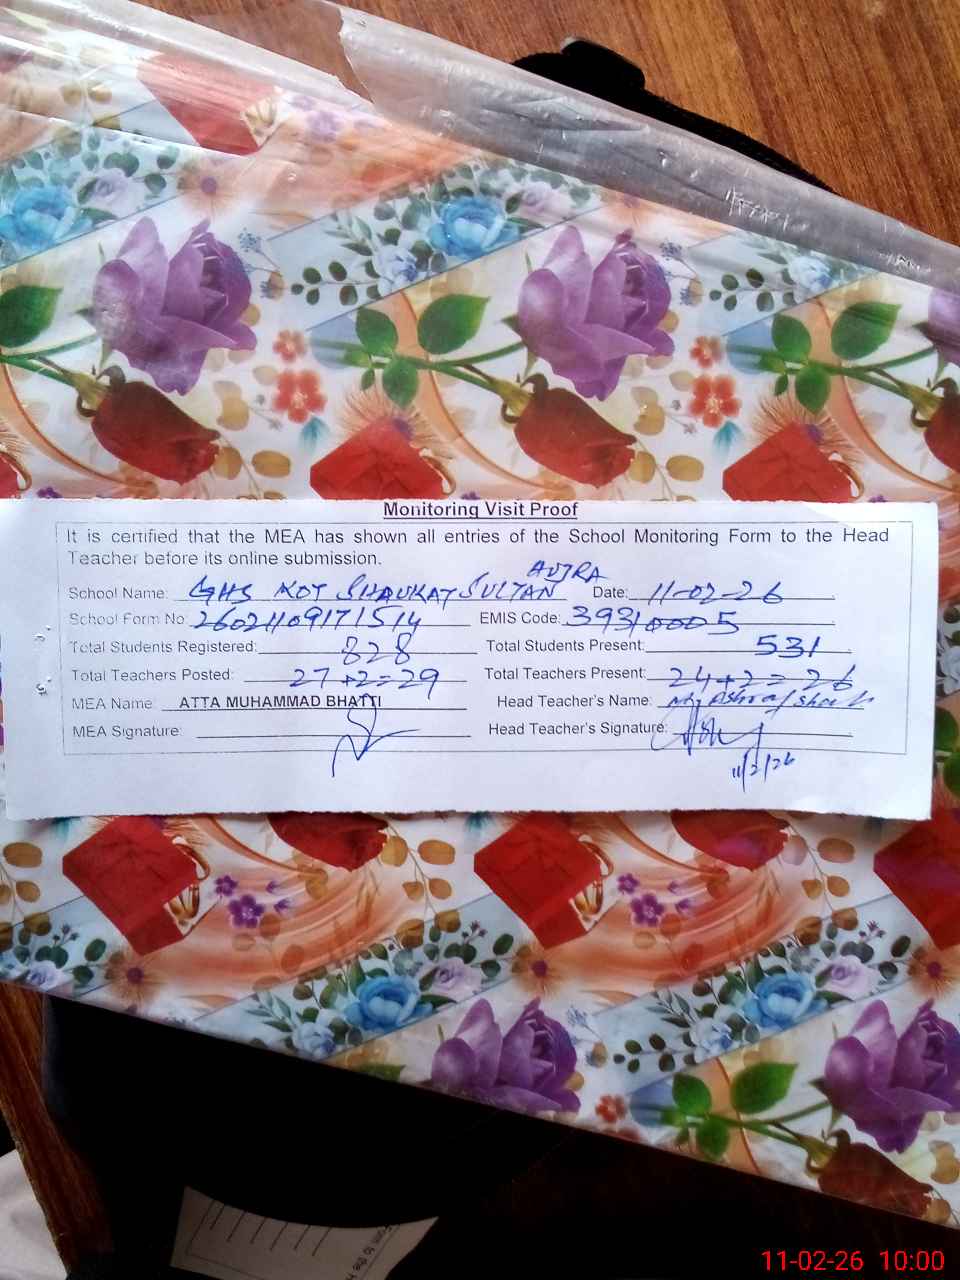 Monitoring Visit Proof
It is certified that the MEA has shown all entries of the School Monitoring Form to the Head
Teacher before its online submission.
School Name: GHS KOT SHAUKAT SULTAN Date: 11-02-26
School Form No: 26021109171514 EMIS Code: 39310005
Total Students Registered: 828 Total Students Present: 531
Total Teachers Posted: 27+2=29 Total Teachers Present: 24+2=26
MEA Name: ATTA MUHAMMAD BHATTI Head Teacher's Name: M. Ashraf
MEA Signature: Head Teacher's Signature:
11/2/26
11-02-26 10:00